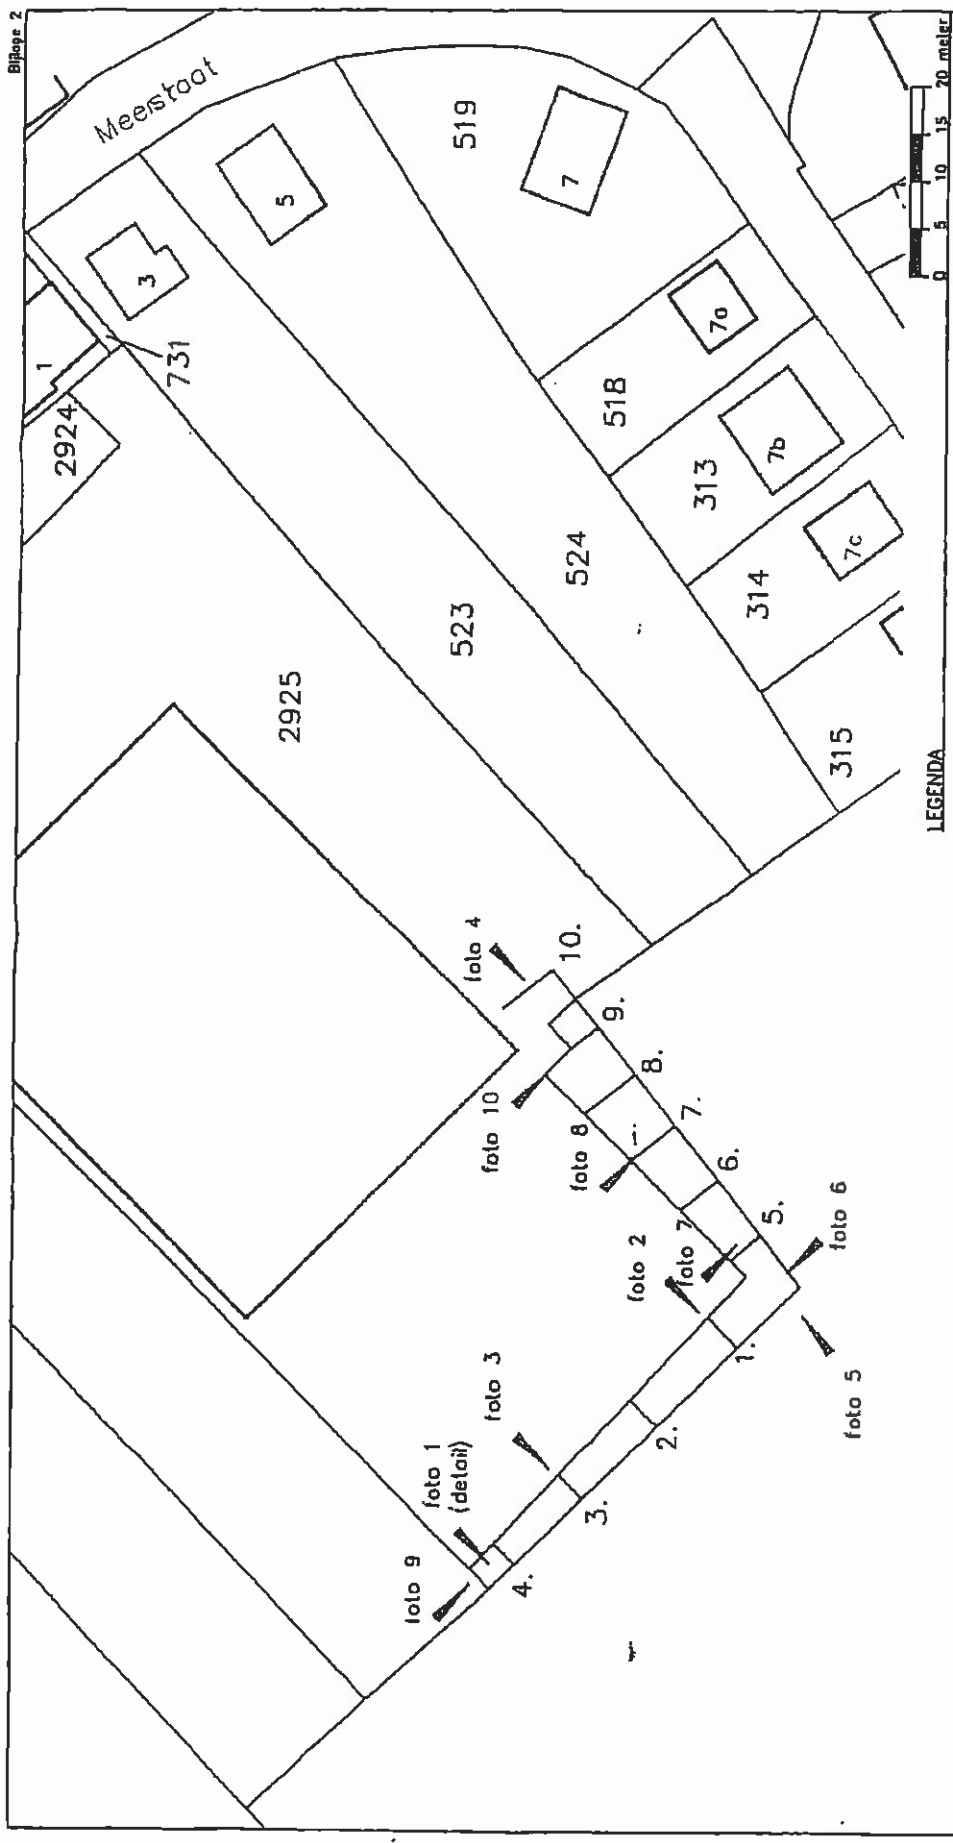 Bijlage 2
Meerstraat
1
2924
731
3
5
519
7
7a
518
7b
313
7c
314
524
523
2925
315
foto 4
10.
9.
foto 10
8.
foto 8
7.
6.
foto 7
5.
foto 2
foto 6
1.
foto 5
foto 3
2.
foto 1
(detail)
3.
foto 9
4.
LEGENDA
0 5 10 15 20 meter